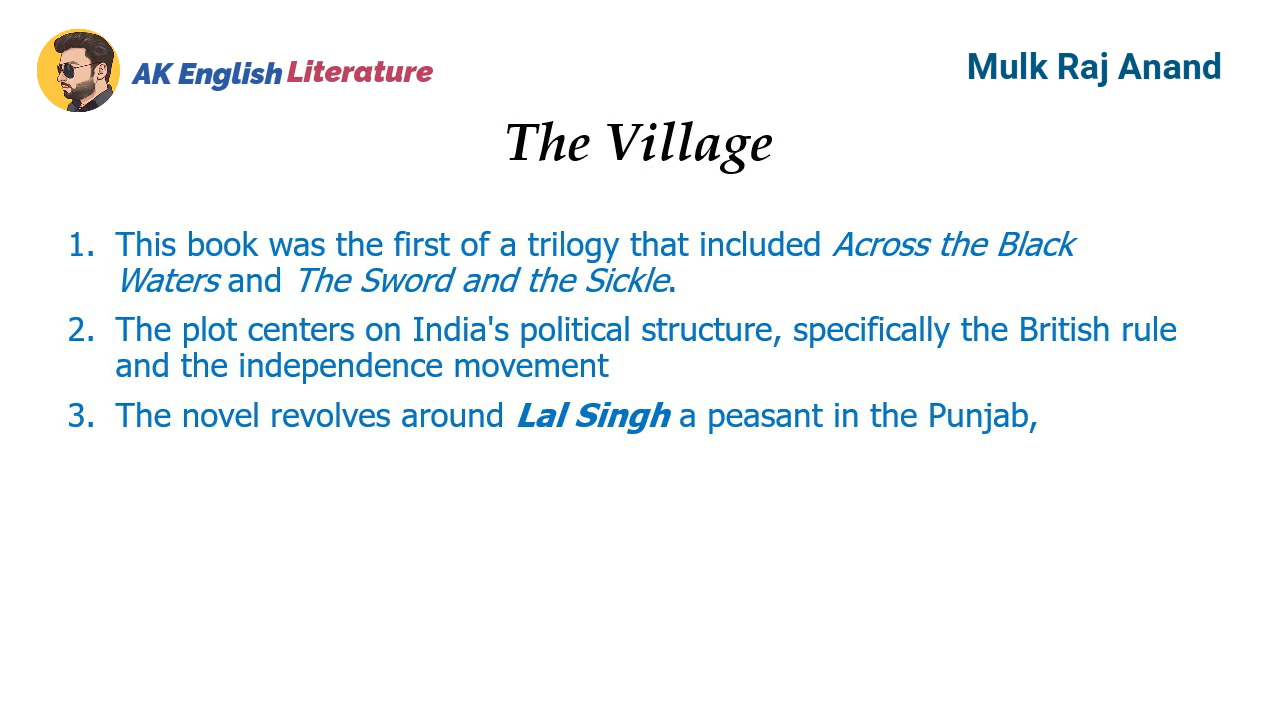 AK English Literature
Mulk Raj Anand
The Village
1. This book was the first of a trilogy that included Across the Black
Waters and The Sword and the Sickle.
2. The plot centers on India's political structure, specifically the British rule
and the independence movement
3. The novel revolves around Lal Singh a peasant in the Punjab,